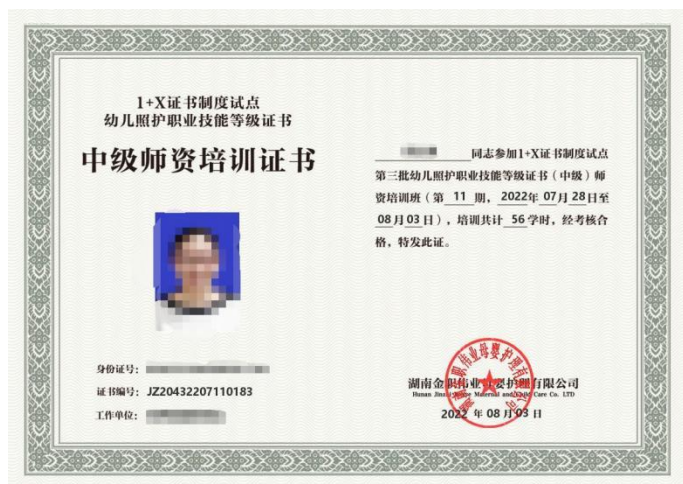 1+X证书制度试点
幼儿照护职业技能等级证书
中级师资培训证书
身份证号：
证书编号：JZ20432207110183
工作单位：
同志参加1+X证书制度试点
第三批幼儿照护职业技能等级证书（中级）师
资培训班（第 11 期，2022年 07月 28日至
08月 03日），培训共计 56 学时，经考核合
格，特发此证。
湖南金职伟业母婴护理有限公司
2022 年 08 月 03 日